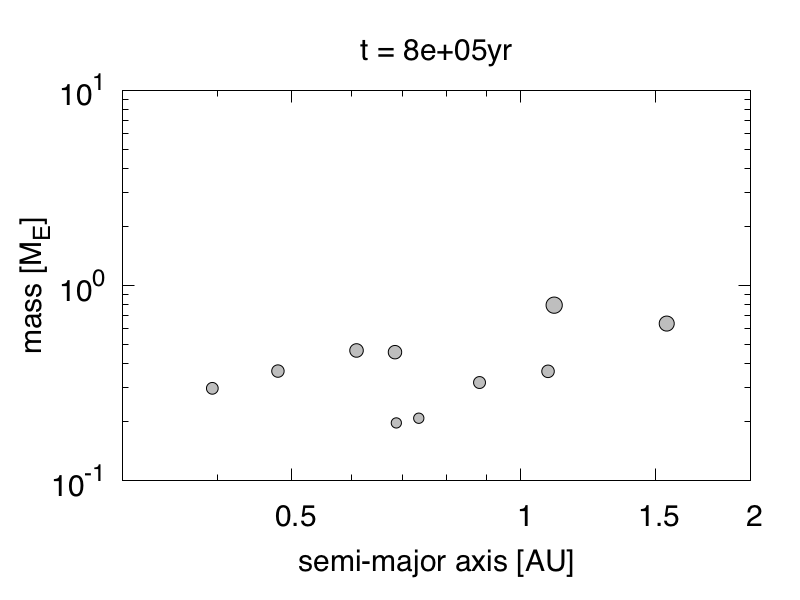 t = 8e+05yr
10^1
10^0
10^-1
mass [M_E]
0.5 1 1.5 2
semi-major axis [AU]